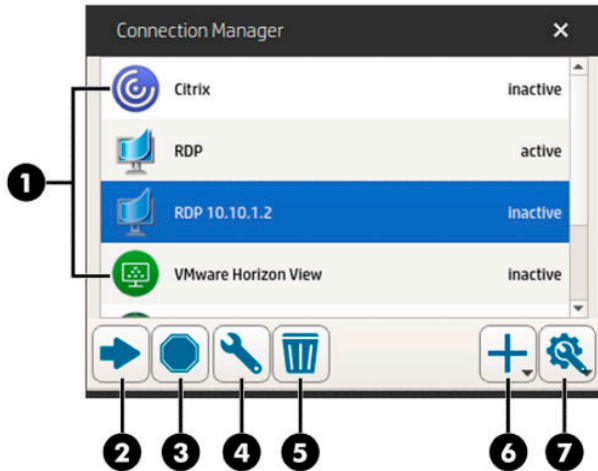 Connection Manager
Citrix inactive
RDP active
1
RDP 10.10.1.2 inactive
VMware Horizon View inactive
2 3 4 5 6 7